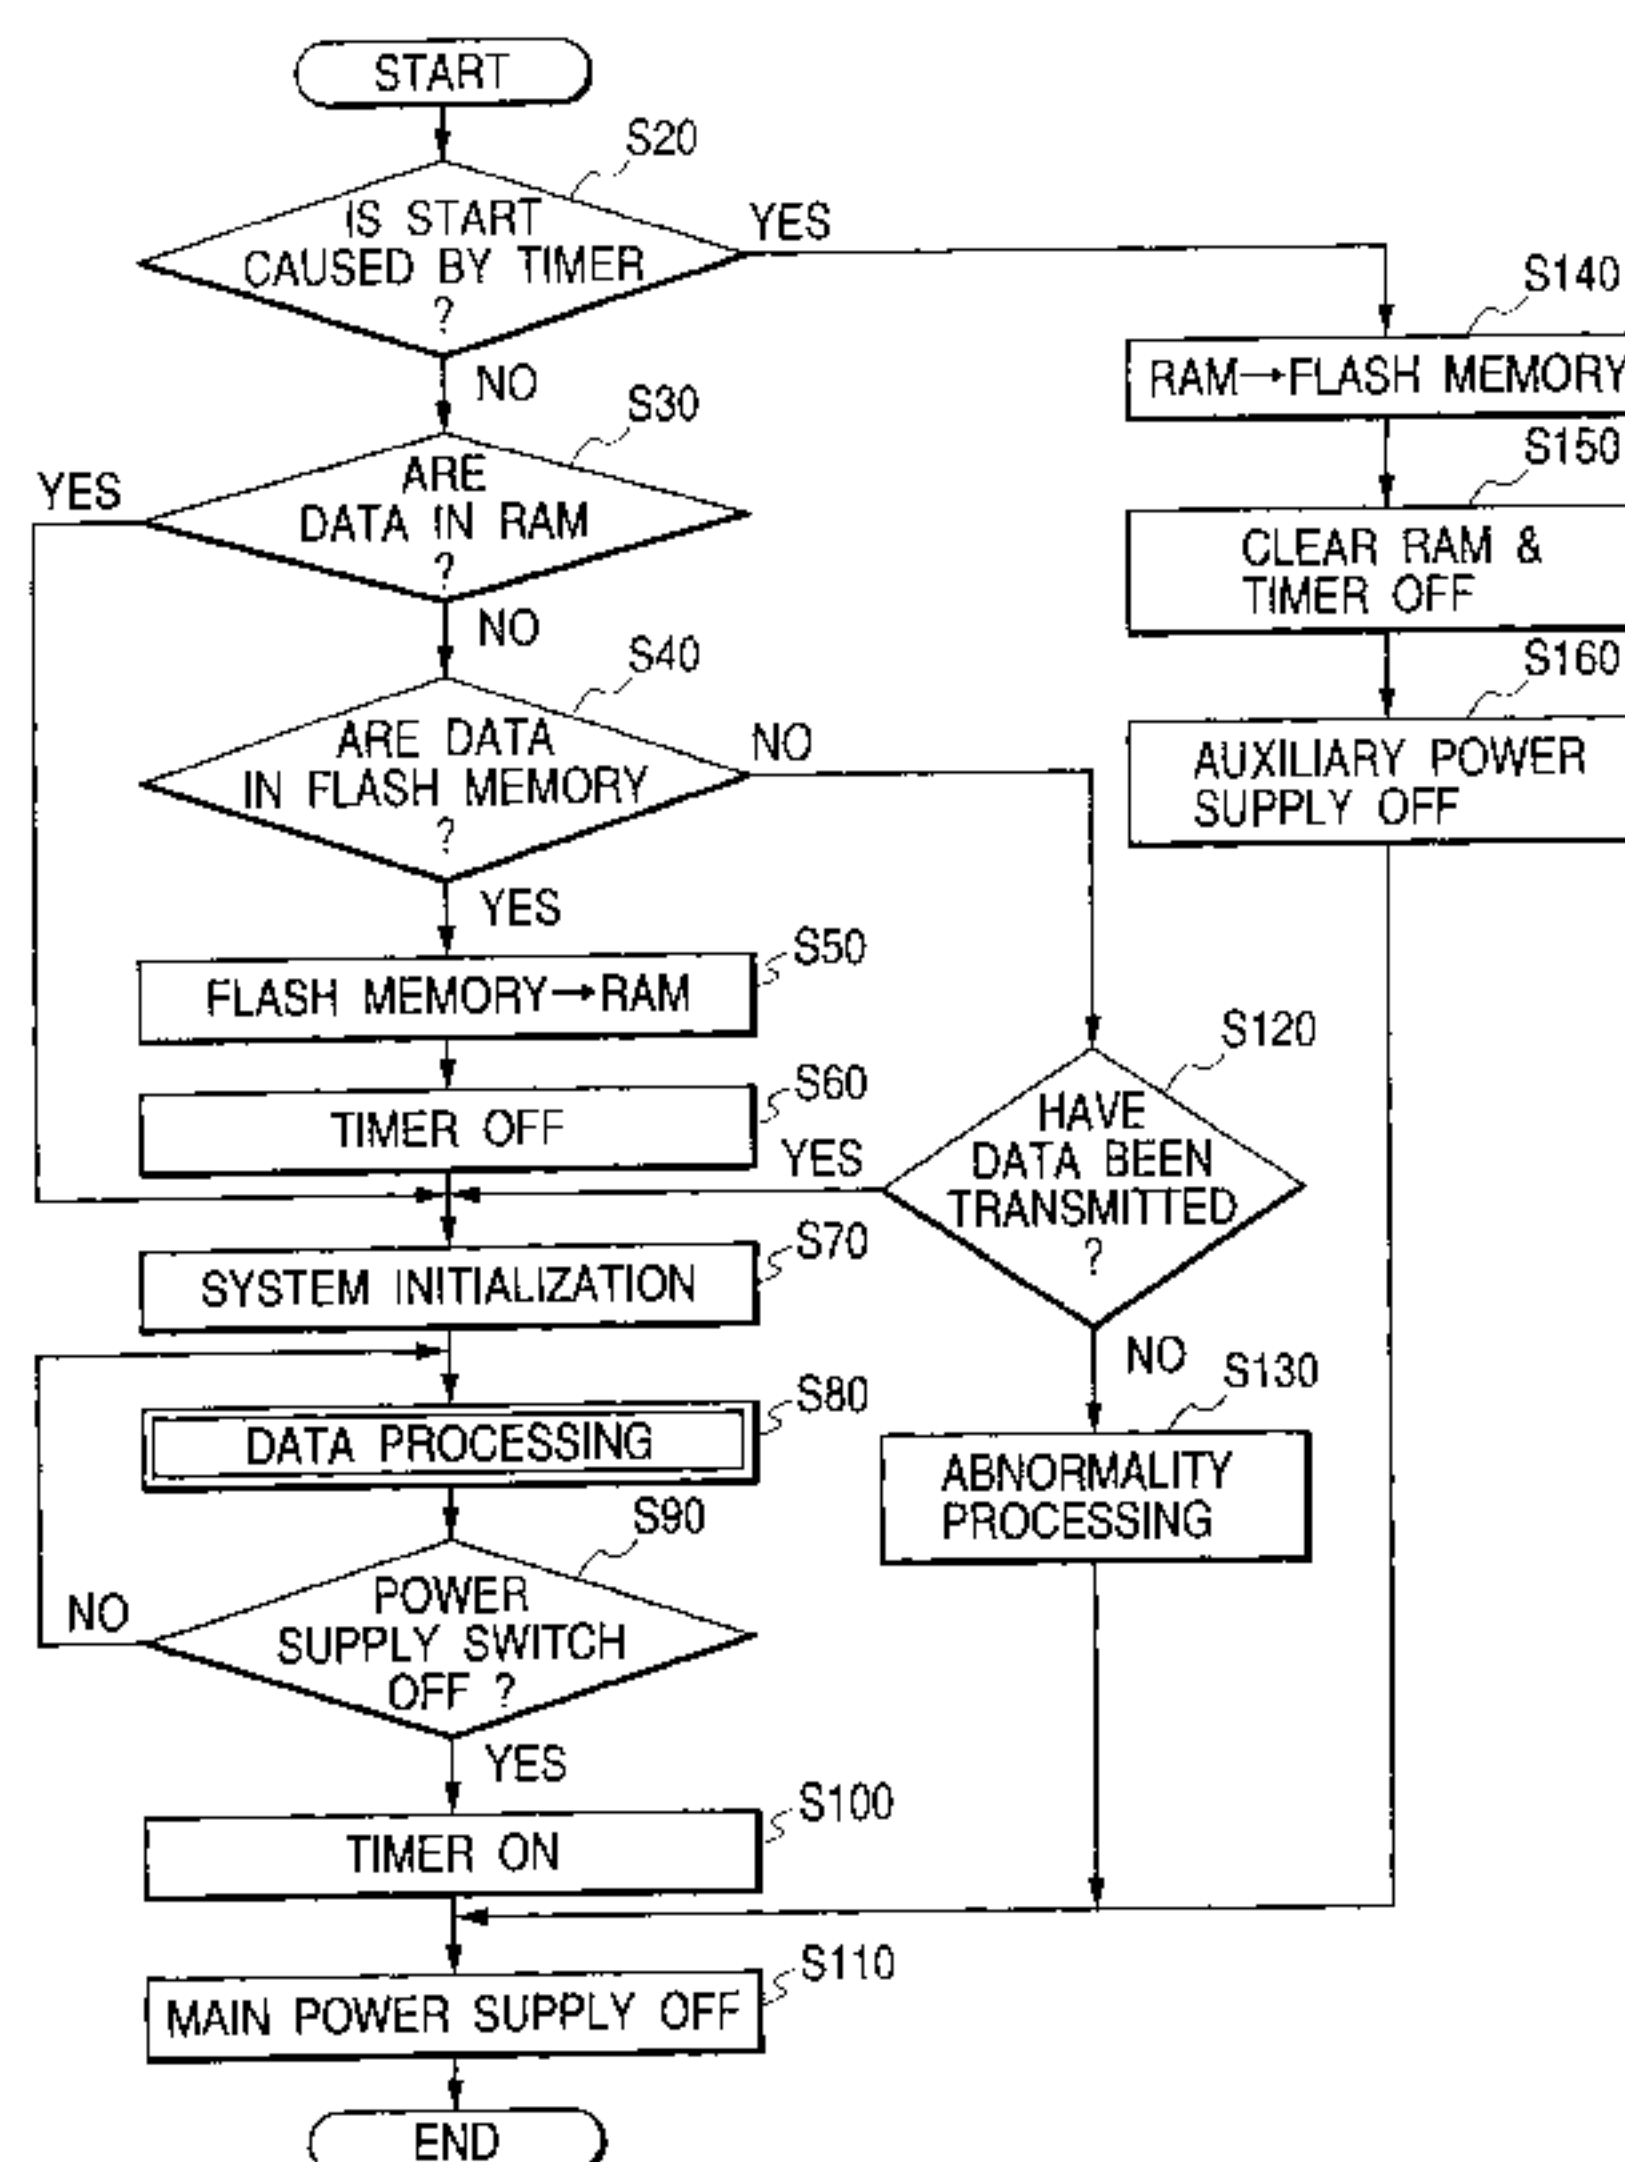 START
S20
IS START
CAUSED BY TIMER
?
YES
NO
S140
RAM→FLASH MEMORY
S30
ARE
DATA IN RAM
?
YES
NO
S150
CLEAR RAM &
TIMER OFF
S40
ARE DATA
IN FLASH MEMORY
?
NO
YES
S160
AUXILIARY POWER
SUPPLY OFF
S50
FLASH MEMORY→RAM
S60
TIMER OFF
S120
HAVE
DATA BEEN
TRANSMITTED
?
YES
NO
S70
SYSTEM INITIALIZATION
S80
DATA PROCESSING
S130
ABNORMALITY
PROCESSING
S90
POWER
SUPPLY SWITCH
OFF ?
NO
YES
S100
TIMER ON
S110
MAIN POWER SUPPLY OFF
END